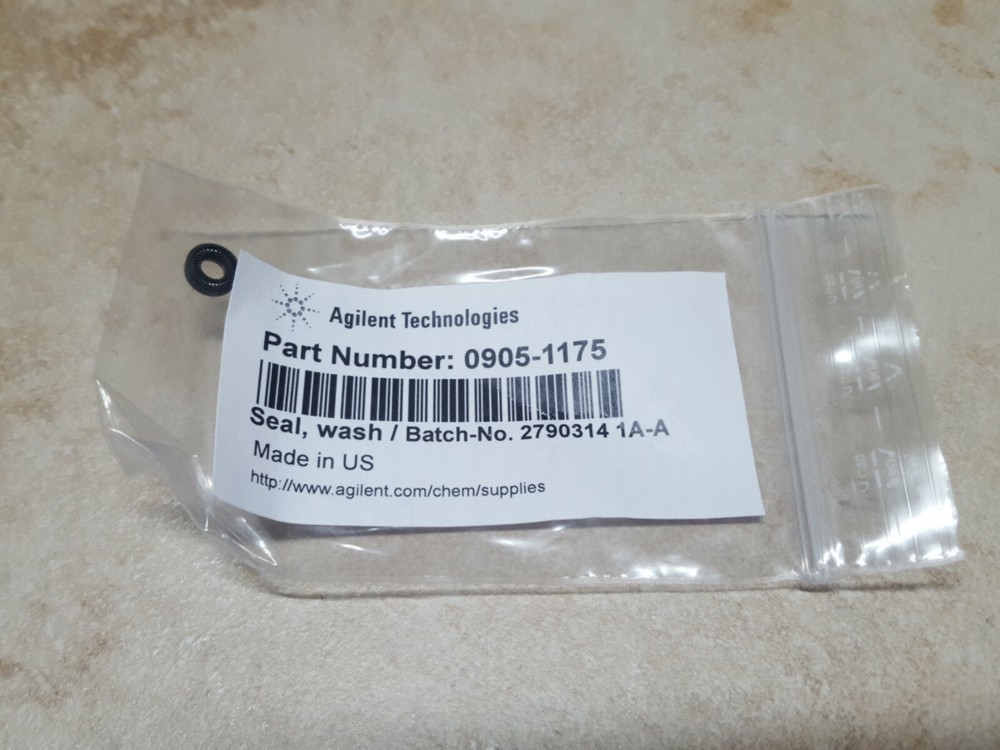 Agilent Technologies
Part Number: 0905-1175
Seal, wash / Batch-No. 2790314 1A-A
Made in US
http://www.agilent.com/chem/supplies